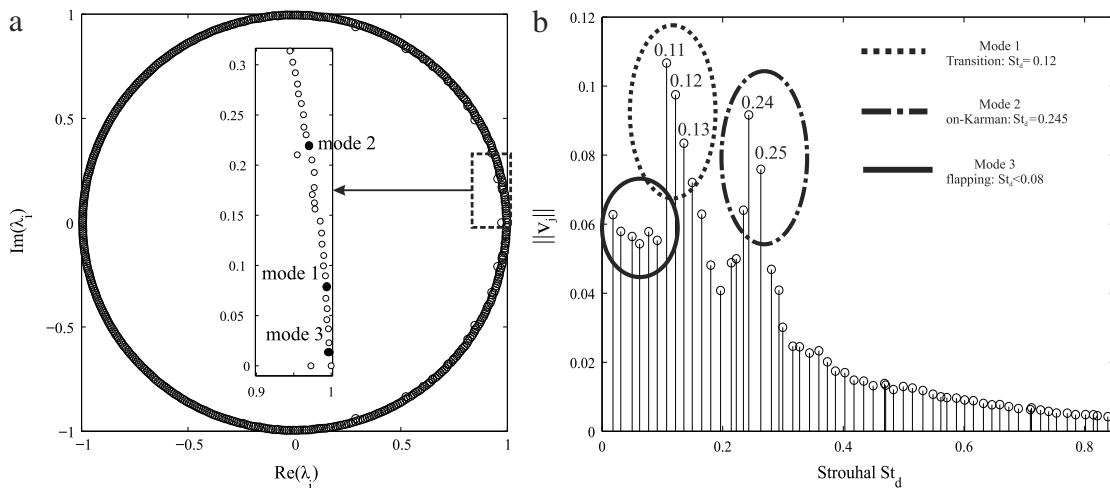 a
1
0.5
0
−0.5
−1
−1
−0.5
0
0.5
1
Im(λi)
Re(λi)
0.3
0.25
0.2
0.15
0.1
0.05
0
0.9
1
mode 2
mode 1
mode 3
b
0.12
0.1
0.08
0.06
0.04
0.02
0
0
0.2
0.4
0.6
0.8
||vj||
Strouhal Std
0.11
0.12
0.13
0.24
0.25
Mode 1
Transition: Std= 0.12
Mode 2
on-Karman: Std=0.245
Mode 3
flapping: Std<0.08